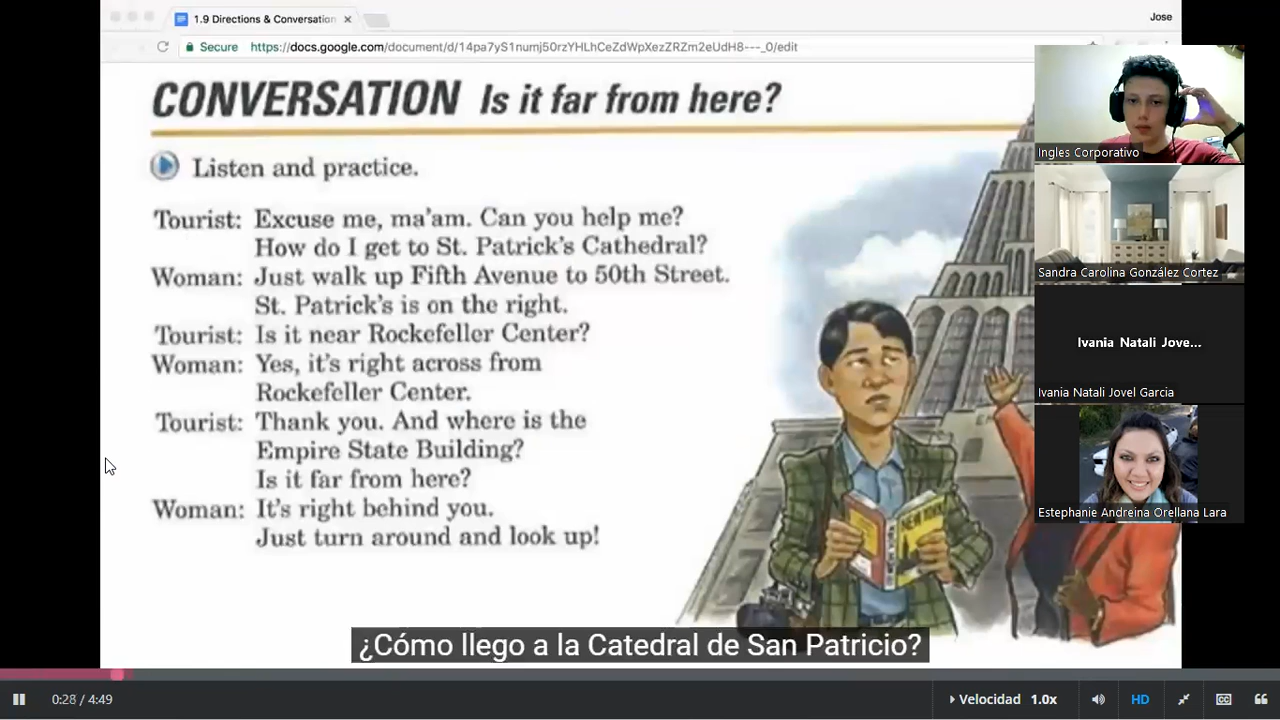 1.9 Directions & Conversation
Jose
Secure https://docs.google.com/document/d/14pa7yS1numj50rzYHLhCeZdWpXezZRZm2eUdH8---_0/edit
CONVERSATION Is it far from here?
Listen and practice.
Tourist: Excuse me, ma'am. Can you help me?
How do I get to St. Patrick's Cathedral?
Woman: Just walk up Fifth Avenue to 50th Street.
St. Patrick's is on the right.
Tourist: Is it near Rockefeller Center?
Woman: Yes, it's right across from
Rockefeller Center.
Tourist: Thank you. And where is the
Empire State Building?
Is it far from here?
Woman: It's right behind you.
Just turn around and look up!
NEW YORK
Ingles Corporativo
Sandra Carolina González Cortez
Ivania Natali Jove...
Ivania Natali Jovel Garcia
Estephanie Andreina Orellana Lara
¿Cómo llego a la Catedral de San Patricio?
0:28 / 4:49
Velocidad 1.0x
HD
CC